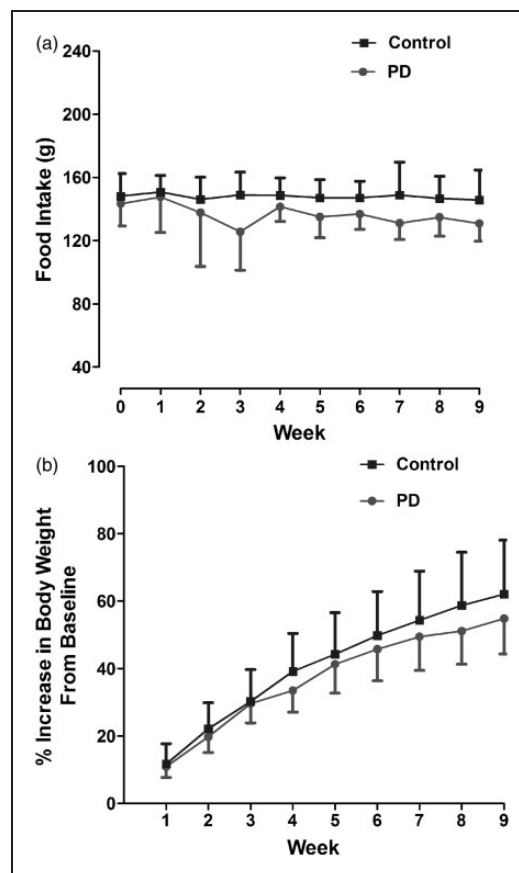 (a)
Control
PD
240
200
160
120
80
40
Food Intake (g)
0 1 2 3 4 5 6 7 8 9
Week
(b)
Control
PD
100
80
60
40
20
0
% Increase in Body Weight
From Baseline
1 2 3 4 5 6 7 8 9
Week